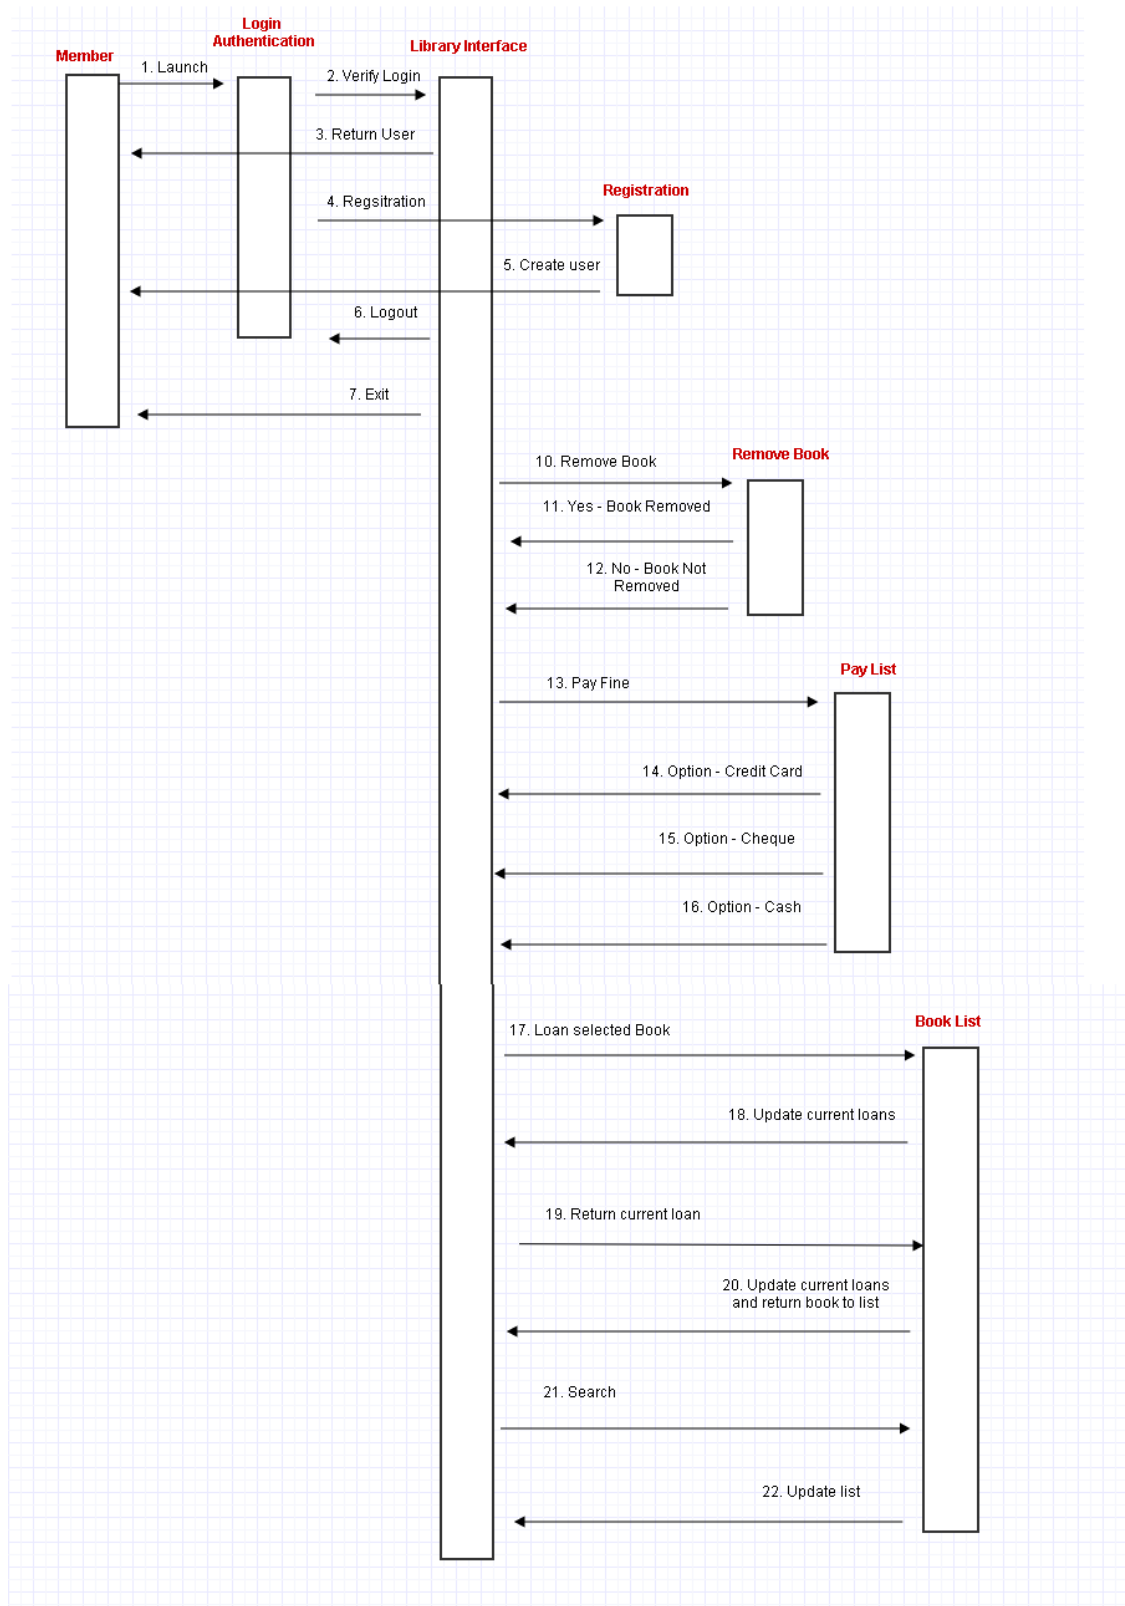 Login
Authentication
Library Interface
Member
1. Launch
2. Verify Login
3. Return User
Registration
4. Regsitration
5. Create user
6. Logout
7. Exit
Remove Book
10. Remove Book
11. Yes - Book Removed
12. No - Book Not
Removed
Pay List
13. Pay Fine
14. Option - Credit Card
15. Option - Cheque
16. Option - Cash
Book List
17. Loan selected Book
18. Update current loans
19. Return current loan
20. Update current loans
and return book to list
21. Search
22. Update list